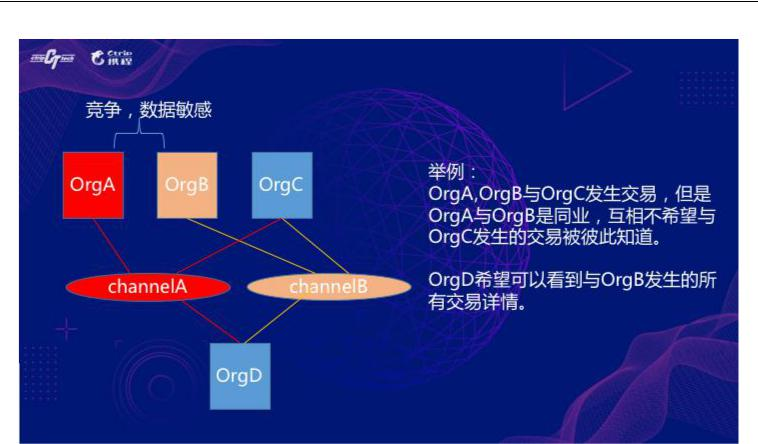 Ctrip
携程
竞争，数据敏感
OrgA
OrgB
OrgC
举例：
OrgA,OrgB与OrgC发生交易，但是
OrgA与OrgB是同业，互相不希望与
OrgC发生的交易被彼此知道。
channelA
channelB
OrgD希望可以看到与OrgB发生的所
有交易详情。
OrgD